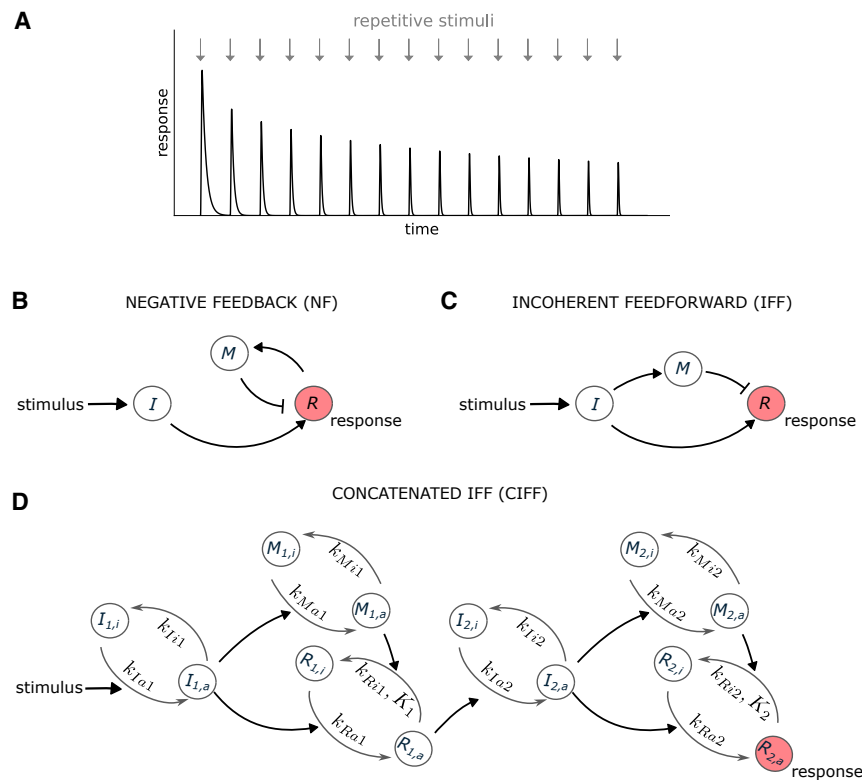 A
repetitive stimuli
response
time
B
NEGATIVE FEEDBACK (NF)
M
stimulus
I
R
response
C
INCOHERENT FEEDFORWARD (IFF)
M
stimulus
I
R
response
D
CONCATENATED IFF (CIFF)
M1,i
kMi1
kMa1
M1,a
I1,i
kIi1
kIa1
I1,a
stimulus
R1,i
kRi1, K1
kRa1
R1,a
I2,i
kIi2
kIa2
I2,a
M2,i
kMi2
kMa2
M2,a
R2,i
kRi2, K2
kRa2
R2,a
response